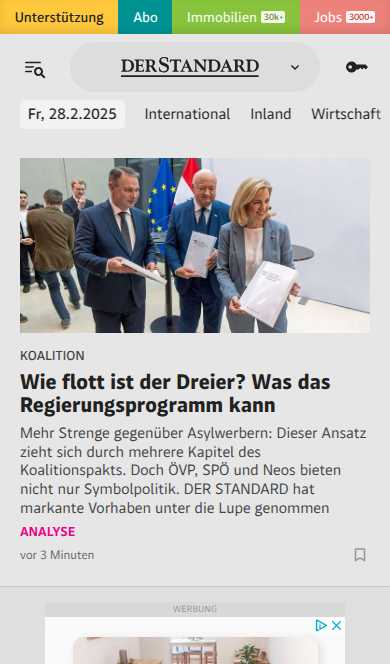 Unterstützung
Abo
Immobilien 30k+
Jobs 3000+
DERSTANDARD
Fr, 28.2.2025
International
Inland
Wirtschaft
KOALITION
Wie flott ist der Dreier? Was das
Regierungsprogramm kann
Mehr Strenge gegenüber Asylwerbern: Dieser Ansatz
zieht sich durch mehrere Kapitel des
Koalitionspakts. Doch ÖVP, SPÖ und Neos bieten
nicht nur Symbolpolitik. DER STANDARD hat
markante Vorhaben unter die Lupe genommen
ANALYSE
vor 3 Minuten
WERBUNG